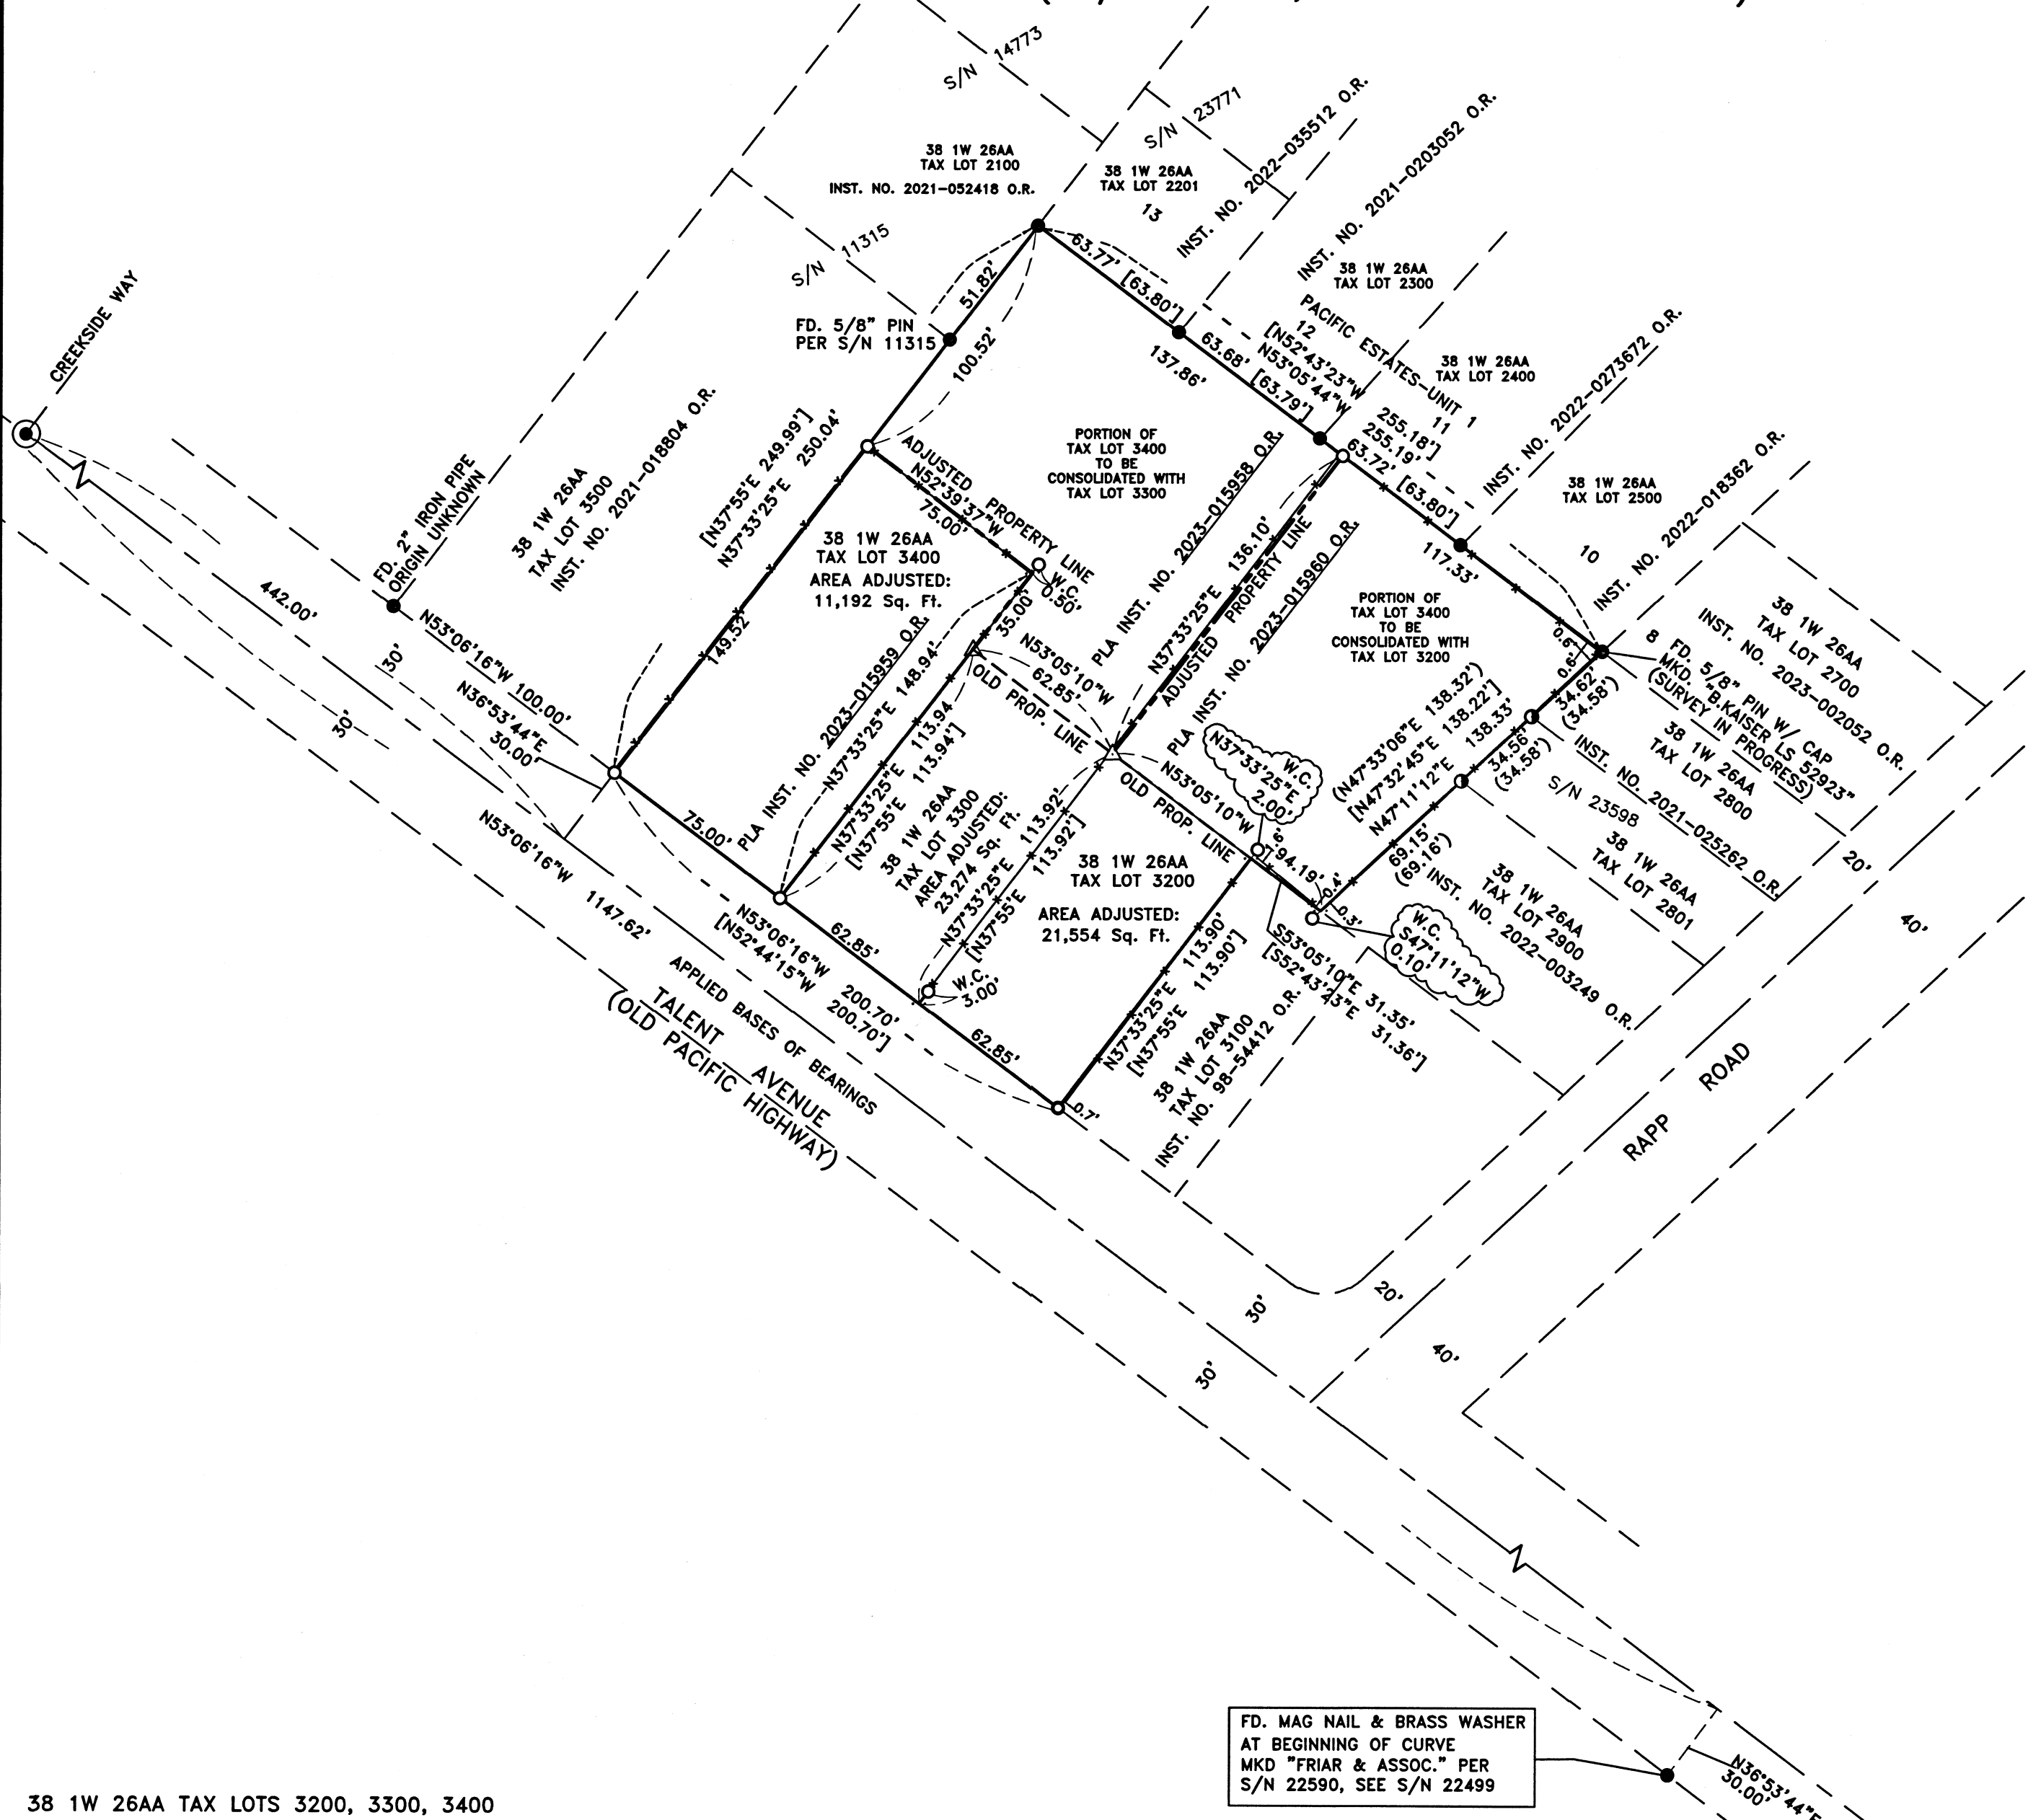 S/N 14773
S/N 23771
38 1W 26AA
TAX LOT 2100
INST. NO. 2021-052418 O.R.
38 1W 26AA
TAX LOT 2201
13
INST. NO. 2022-035512 O.R.
INST. NO. 2021-0203052 O.R.
38 1W 26AA
TAX LOT 2300
S/N 11315
FD. 5/8" PIN
PER S/N 11315
51.82'
100.52'
63.77' [63.80']
63.68' [63.79']
137.86'
PACIFIC ESTATES-UNIT 1
12
[N52°43'23"W 255.18']
N53°05'44"W 255.19'
11
38 1W 26AA
TAX LOT 2400
INST. NO. 2022-0273672 O.R.
63.72' [63.80']
117.33'
38 1W 26AA
TAX LOT 2500
10
INST. NO. 2022-018362 O.R.
CREEKSIDE WAY
FD. 2" IRON PIPE
ORIGIN UNKNOWN
38 1W 26AA
TAX LOT 3500
INST. NO. 2021-018804 O.R.
[N37°55'E 249.99']
N37°33'25"E 250.04'
149.52'
ADJUSTED PROPERTY LINE
N52°39'37"W
75.00'
PORTION OF
TAX LOT 3400
TO BE
CONSOLIDATED WITH
TAX LOT 3300
38 1W 26AA
TAX LOT 3400
AREA ADJUSTED:
11,192 Sq. Ft.
W.C.
0.50'
35.00'
PLA INST. NO. 2023-015958 O.R.
N37°33'25"E 136.10'
ADJUSTED PROPERTY LINE
PLA INST. NO. 2023-015960 O.R.
PORTION OF
TAX LOT 3400
TO BE
CONSOLIDATED WITH
TAX LOT 3200
0.6'
0.6'
8
FD. 5/8" PIN W/ CAP
MKD. "B.KAISER LS 52923"
(SURVEY IN PROGRESS)
38 1W 26AA
TAX LOT 2700
INST. NO. 2023-002052 O.R.
38 1W 26AA
TAX LOT 2800
INST. NO. 2021-025262 O.R.
S/N 23598
38 1W 26AA
TAX LOT 2801
34.62'
(34.58')
34.56'
(34.58')
(N47°33'06"E 138.32')
[N47°32'45"E 138.22']
N47°11'12"E 138.33'
69.15'
(69.16')
38 1W 26AA
TAX LOT 2900
INST. NO. 2022-003249 O.R.
442.00'
N53°06'16"W 100.00'
30'
30'
N36°53'44"E
30.00'
75.00'
PLA INST. NO. 2023-015959 O.R.
N37°33'25"E 148.94'
N37°33'25"E 113.94
[N37°55'E 113.94']
N53°05'10"W
62.85'
OLD PROP. LINE
38 1W 26AA
TAX LOT 3300
AREA ADJUSTED:
23,274 Sq. Ft.
N37°33'25"E 113.92'
[N37°55'E 113.92']
38 1W 26AA
TAX LOT 3200
AREA ADJUSTED:
21,554 Sq. Ft.
N53°05'10"W
OLD PROP. LINE
94.19'
W.C.
N37°33'25"E
2.00'
.6'
0.4'
0.3'
W.C.
S47°11'12"W
0.10'
S53°05'10"E 31.35'
[S52°43'23"E 31.36']
N37°33'25"E 113.90'
[N37°55'E 113.90']
38 1W 26AA
TAX LOT 3100
INST. NO. 98-54412 O.R.
W.C.
3.00'
62.85'
62.85'
0.7'
N53°06'16"W 200.70'
[N52°44'15"W 200.70']
N53°06'16"W 1147.62'
APPLIED BASES OF BEARINGS
TALENT AVENUE
(OLD PACIFIC HIGHWAY)
RAPP ROAD
20'
40'
20'
40'
30'
30'
FD. MAG NAIL & BRASS WASHER
AT BEGINNING OF CURVE
MKD "FRIAR & ASSOC." PER
S/N 22590, SEE S/N 22499
N36°53'44"E
30.00'
38 1W 26AA TAX LOTS 3200, 3300, 3400